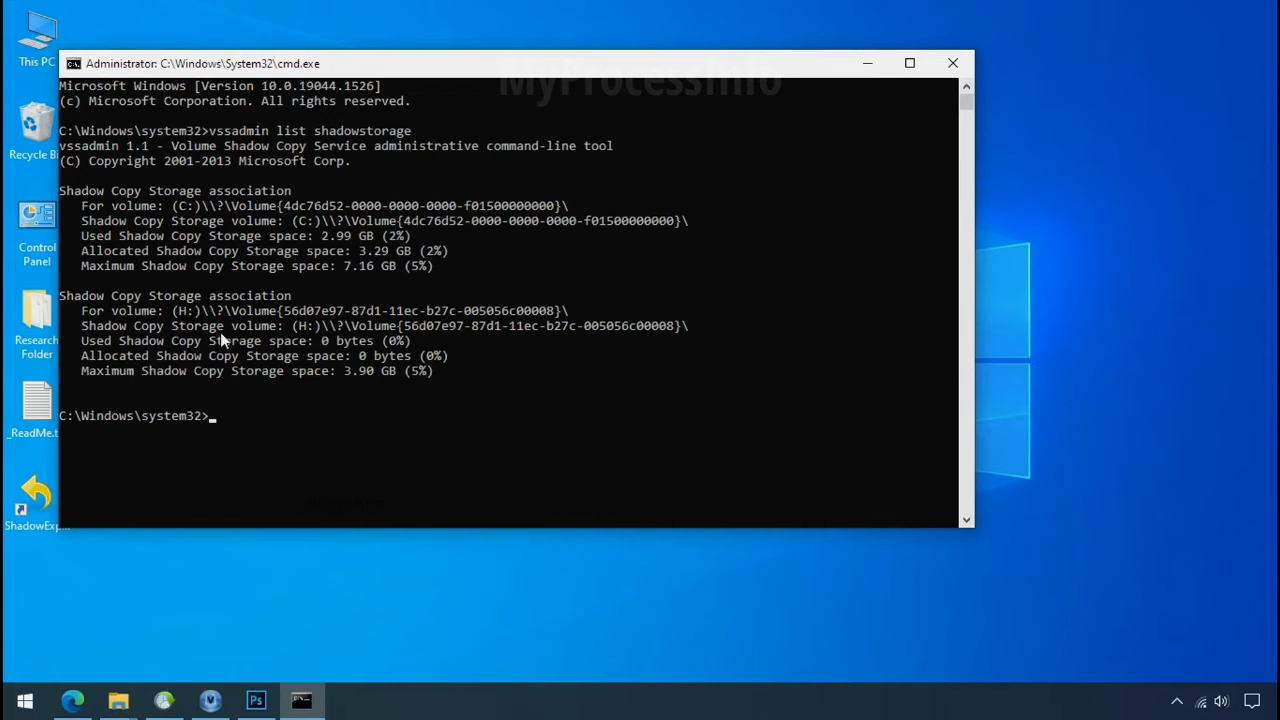 This PC
Administrator: C:\Windows\System32\cmd.exe
MyProcessInfo
Microsoft Windows [Version 10.0.19044.1526]
(c) Microsoft Corporation. All rights reserved.
C:\Windows\system32>vssadmin list shadowstorage
vssadmin 1.1 - Volume Shadow Copy Service administrative command-line tool
(C) Copyright 2001-2013 Microsoft Corp.
Recycle Bi
Shadow Copy Storage association
For volume: (C:)\\?\Volume{4dc76d52-0000-0000-0000-f01500000000}\
Shadow Copy Storage volume: (C:)\\?\Volume{4dc76d52-0000-0000-0000-f01500000000}\
Used Shadow Copy Storage space: 2.99 GB (2%)
Allocated Shadow Copy Storage space: 3.29 GB (2%)
Maximum Shadow Copy Storage space: 7.16 GB (5%)
Control
Panel
Shadow Copy Storage association
For volume: (H:)\\?\Volume{56d07e97-87d1-11ec-b27c-005056c00008}\
Shadow Copy Storage volume: (H:)\\?\Volume{56d07e97-87d1-11ec-b27c-005056c00008}\
Used Shadow Copy Storage space: 0 bytes (0%)
Allocated Shadow Copy Storage space: 0 bytes (0%)
Maximum Shadow Copy Storage space: 3.90 GB (5%)
Research
Folder
C:\Windows\system32>
_ReadMe.t
ShadowExp...
Ps